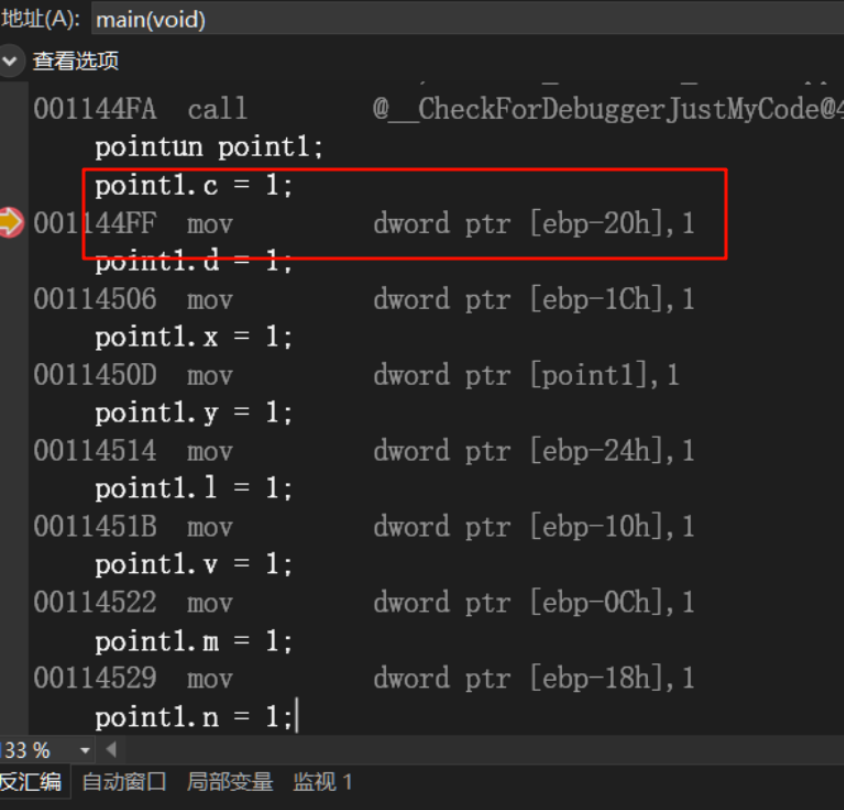 地址(A): main(void)
查看选项
001144FA call @__CheckForDebuggerJustMyCode@4
pointun point1;
point1.c = 1;
001144FF mov dword ptr [ebp-20h],1
point1.d = 1;
00114506 mov dword ptr [ebp-1Ch],1
point1.x = 1;
0011450D mov dword ptr [point1],1
point1.y = 1;
00114514 mov dword ptr [ebp-24h],1
point1.l = 1;
0011451B mov dword ptr [ebp-10h],1
point1.v = 1;
00114522 mov dword ptr [ebp-0Ch],1
point1.m = 1;
00114529 mov dword ptr [ebp-18h],1
point1.n = 1;
133 %
反汇编 自动窗口 局部变量 监视 1